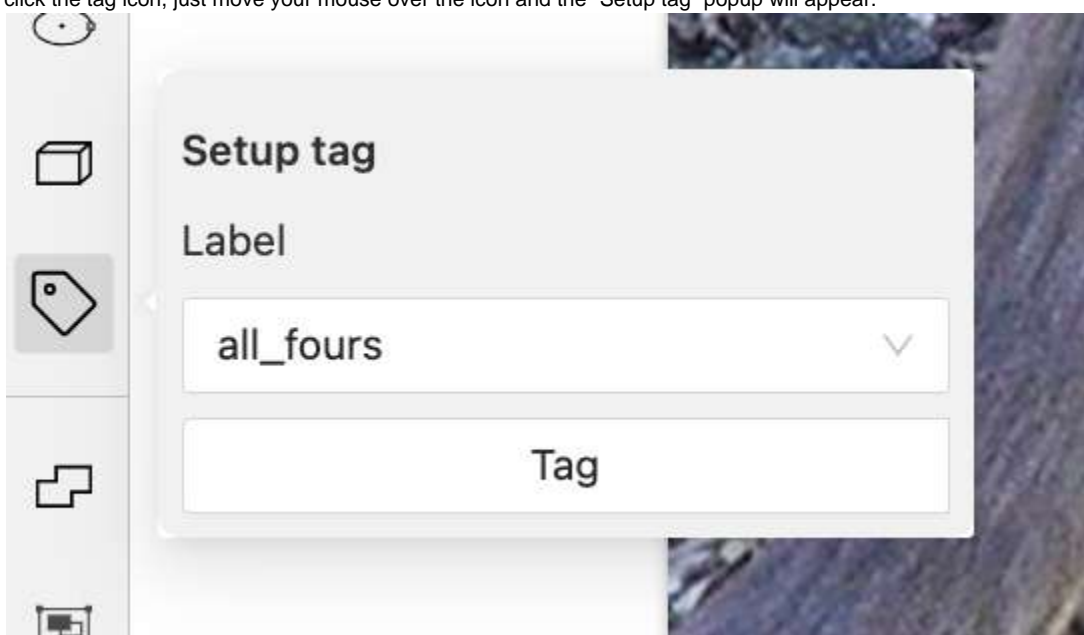 click the tag icon, just move your mouse over the icon and the "Setup tag" popup will appear.
Setup tag
Label
all_fours
Tag